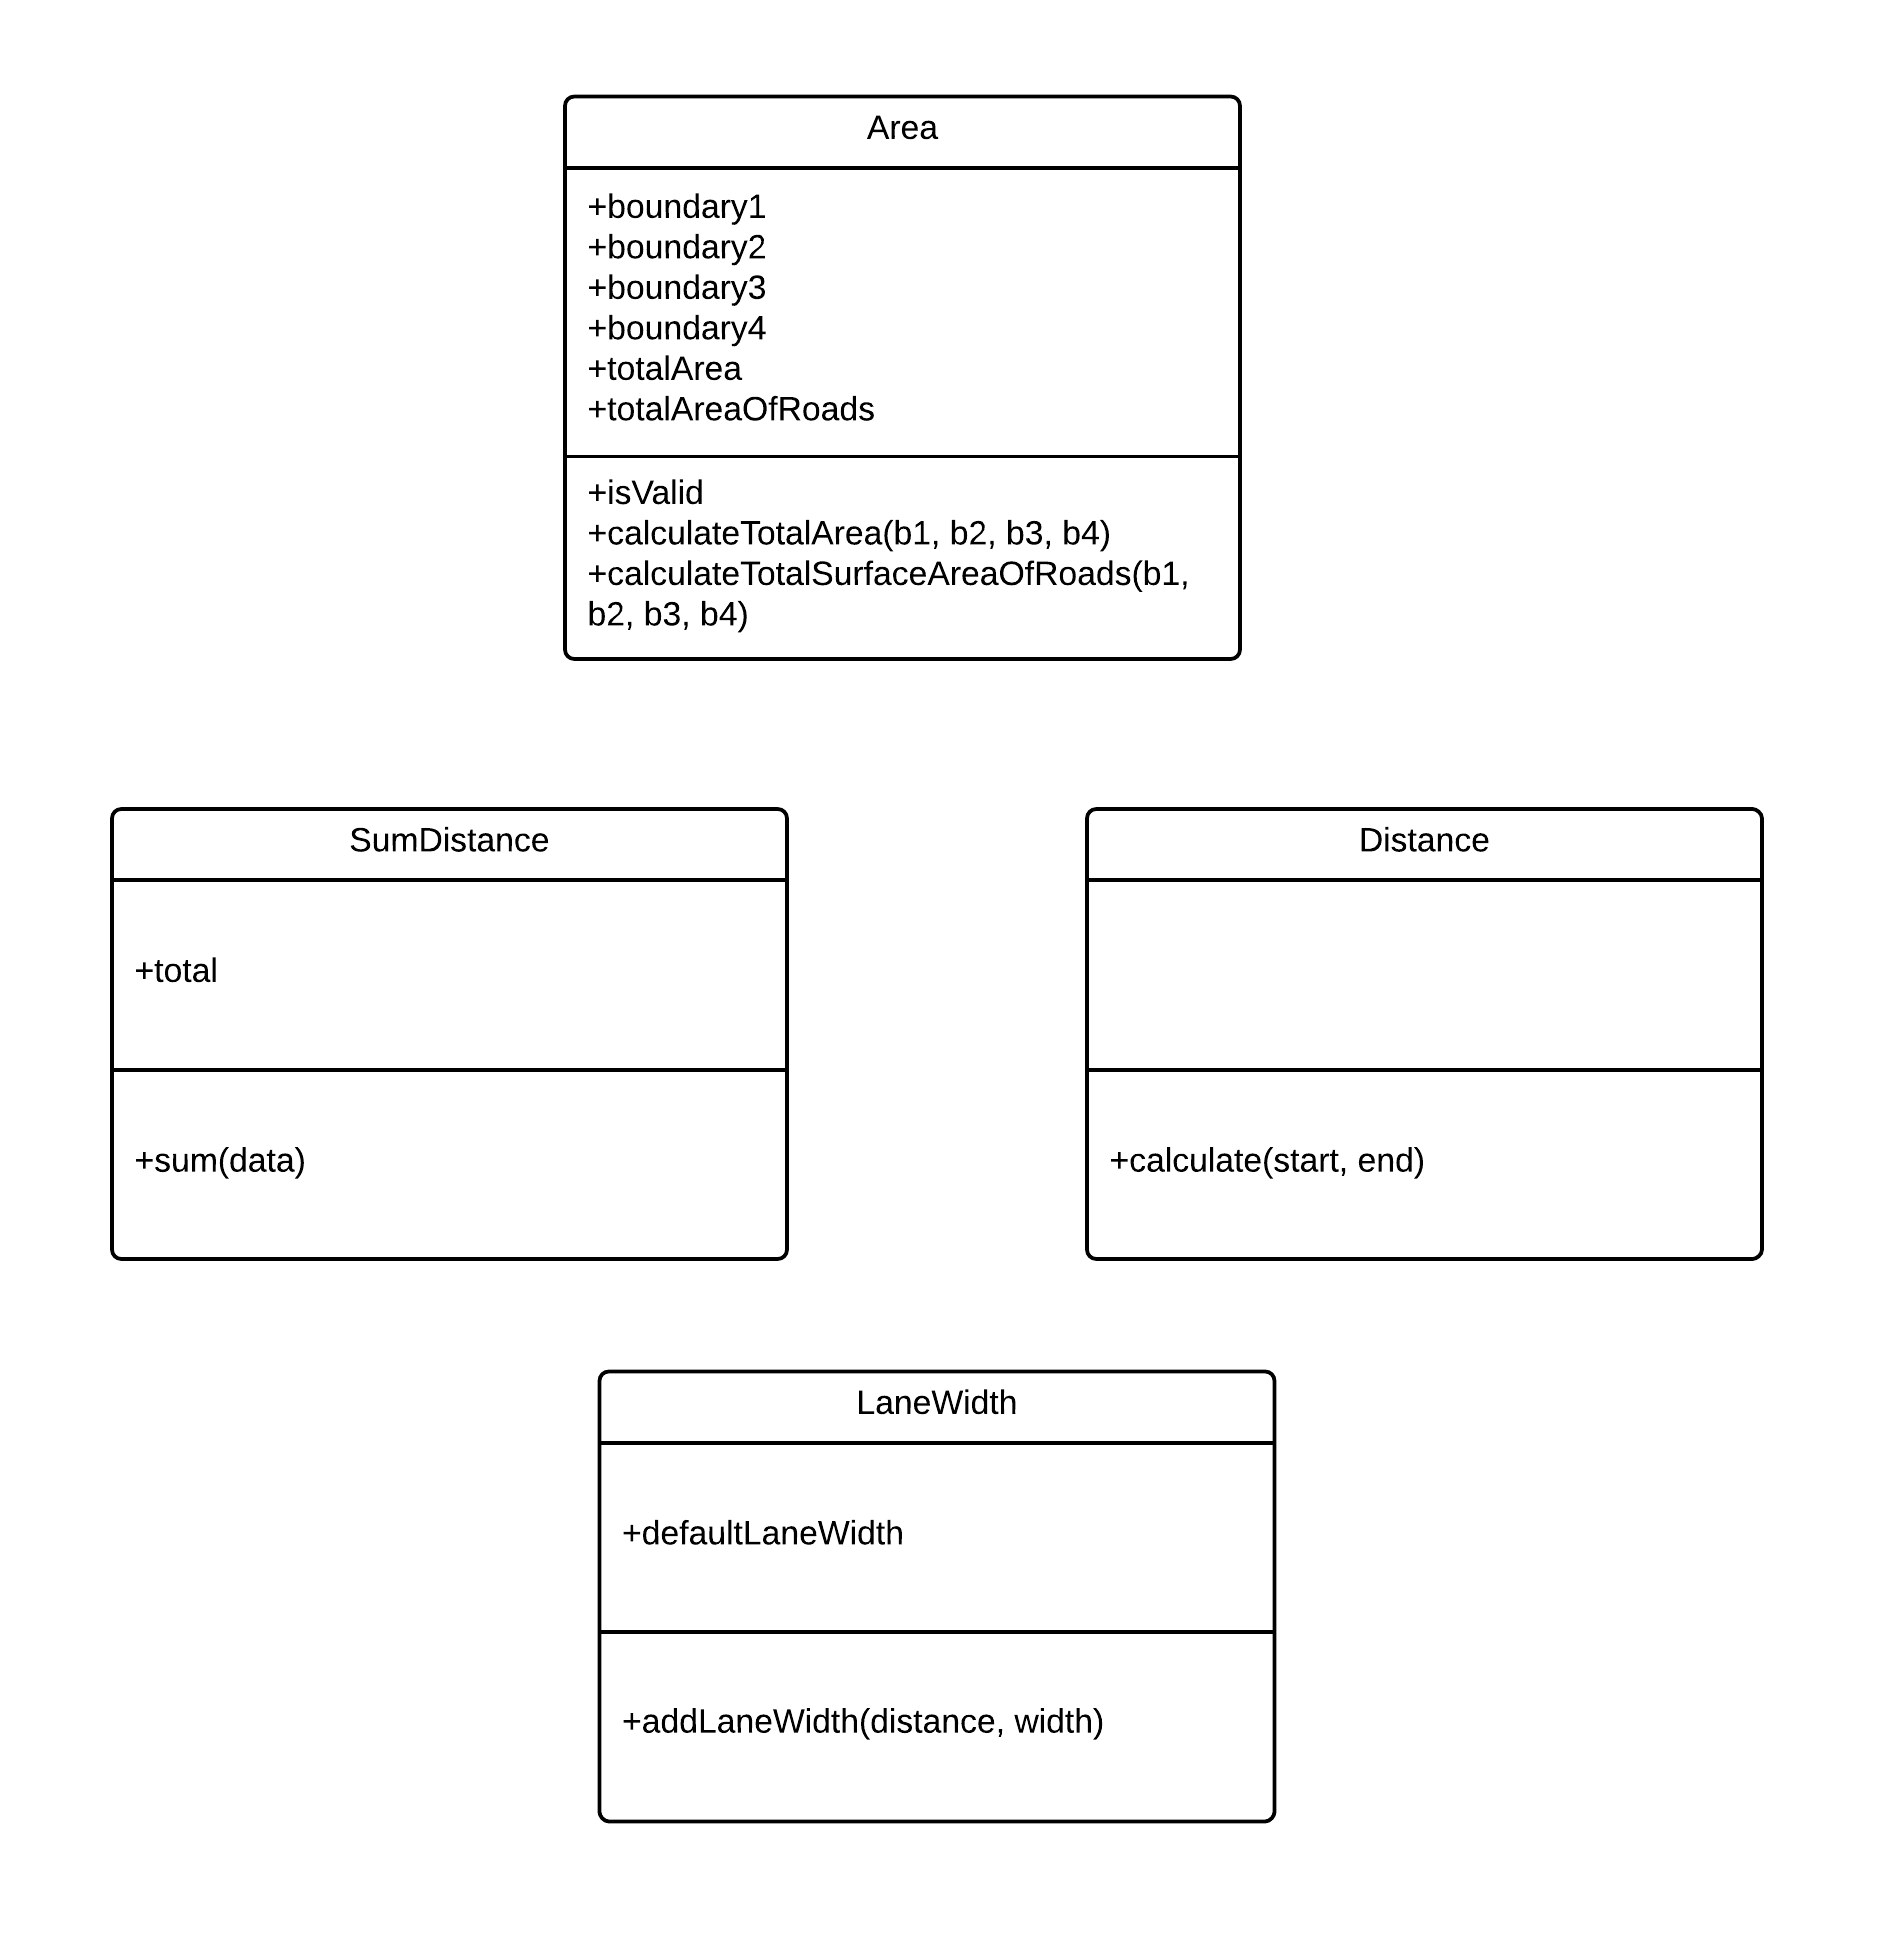 Area
+boundary1
+boundary2
+boundary3
+boundary4
+totalArea
+totalAreaOfRoads
+isValid
+calculateTotalArea(b1, b2, b3, b4)
+calculateTotalSurfaceAreaOfRoads(b1,
b2, b3, b4)
SumDistance
+total
+sum(data)
Distance
+calculate(start, end)
LaneWidth
+defaultLaneWidth
+addLaneWidth(distance, width)